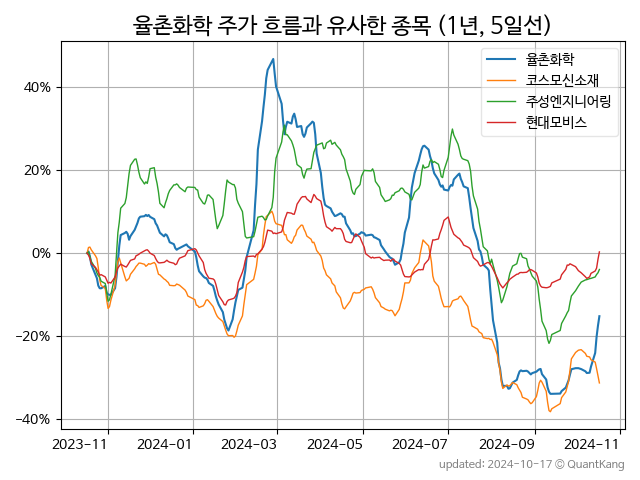 율촌화학 주가 흐름과 유사한 종목 (1년, 5일선)
율촌화학
코스모신소재
주성엔지니어링
현대모비스
40%
20%
0%
−20%
−40%
2023-11 2024-01 2024-03 2024-05 2024-07 2024-09 2024-11
updated: 2024-10-17 © QuantKang